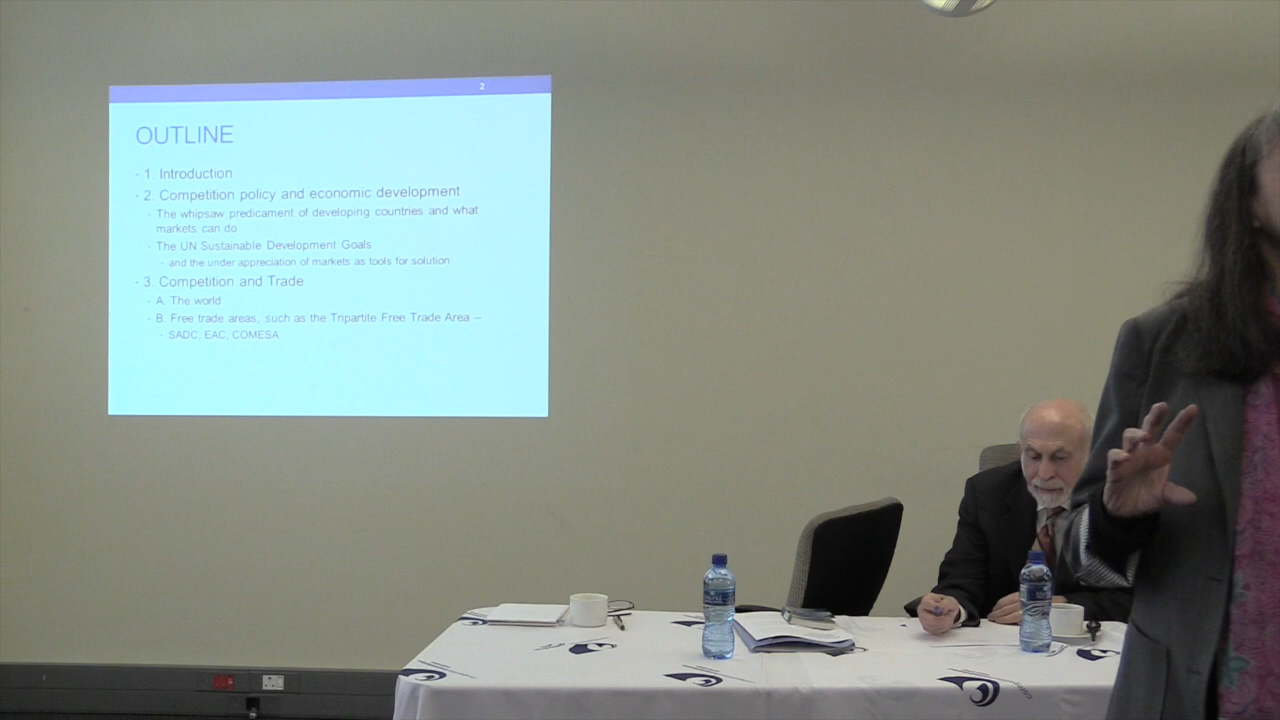 2
OUTLINE
- 1. Introduction
- 2. Competition policy and economic development
- The whipsaw predicament of developing countries and what
markets can do
- The UN Sustainable Development Goals
- and the under appreciation of markets as tools for solution
- 3. Competition and Trade
- A. The world
- B. Free trade areas, such as the Tripartite Free Trade Area –
- SADC, EAC, COMESA